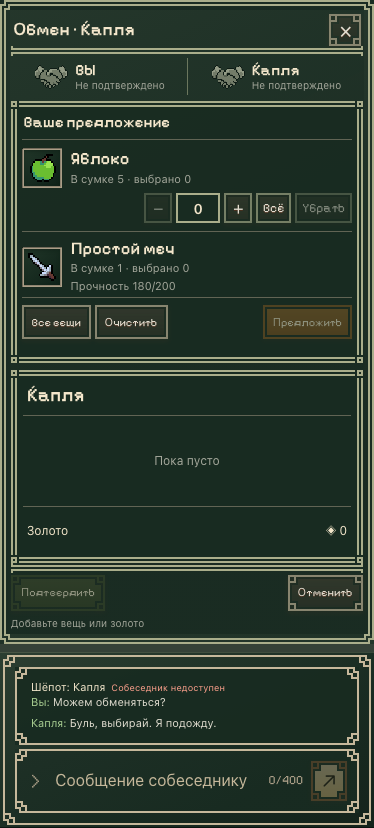 Обмен · Капля
Вы
Не подтверждено
Капля
Не подтверждено
Ваше предложение
Яблоко
В сумке 5 · выбрано 0
− 0 + Всё Убрать
Простой меч
В сумке 1 · выбрано 0
Прочность 180/200
Все вещи Очистить Предложить
Капля
Пока пусто
Золото 0
Подтвердить Отменить
Добавьте вещь или золото
Шёпот: Капля Собеседник недоступен
Вы: Можем обменяться?
Капля: Буль, выбирай. Я подожду.
Сообщение собеседнику 0/400